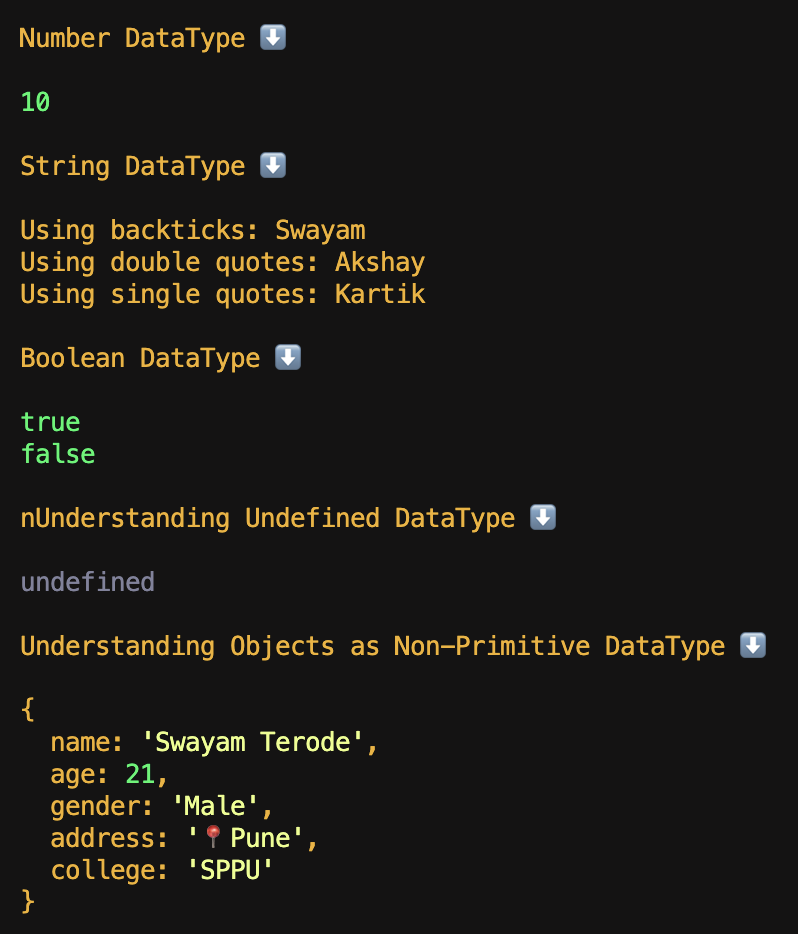 Number DataType ⬇️
10
String DataType ⬇️
Using backticks: Swayam
Using double quotes: Akshay
Using single quotes: Kartik
Boolean DataType ⬇️
true
false
nUnderstanding Undefined DataType ⬇️
undefined
Understanding Objects as Non-Primitive DataType ⬇️
{
  name: 'Swayam Terode',
  age: 21,
  gender: 'Male',
  address: '📍Pune',
  college: 'SPPU'
}